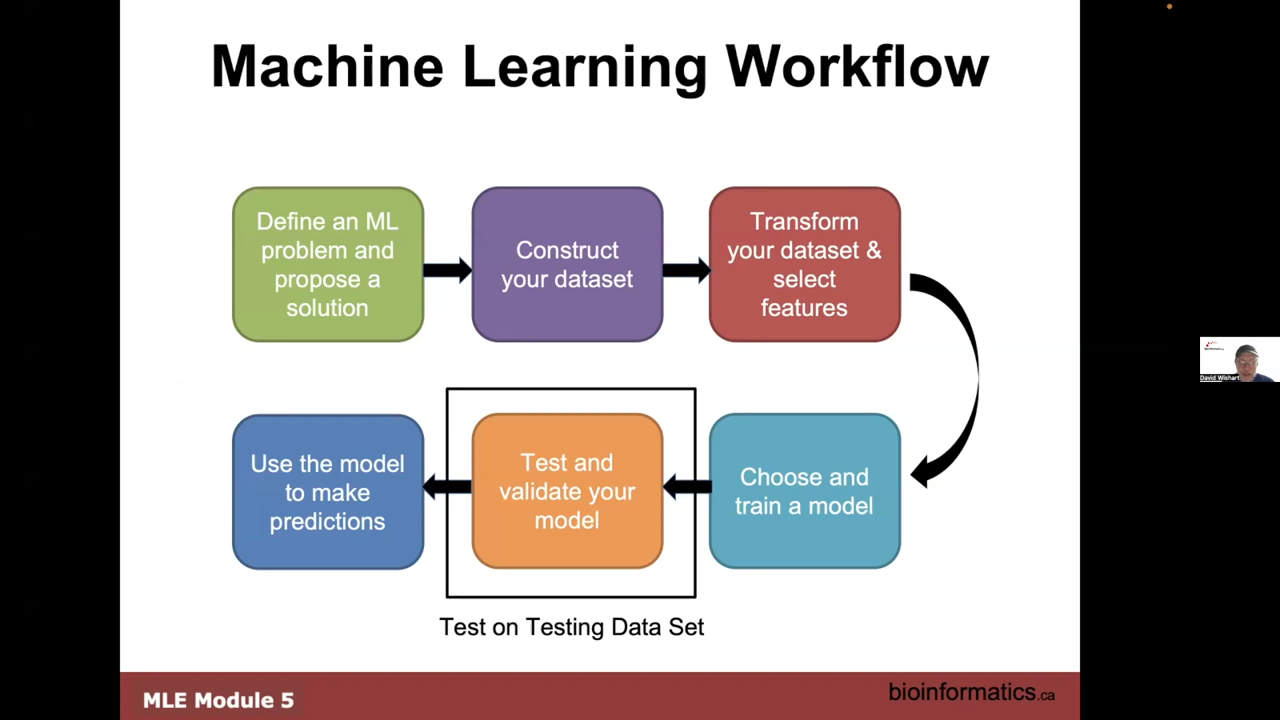 Machine Learning Workflow
Define an ML
problem and
propose a
solution
Construct
your dataset
Transform
your dataset &
select
features
Use the model
to make
predictions
Test and
validate your
model
Choose and
train a model
Test on Testing Data Set
David Wishart
MLE Module 5
bioinformatics.ca